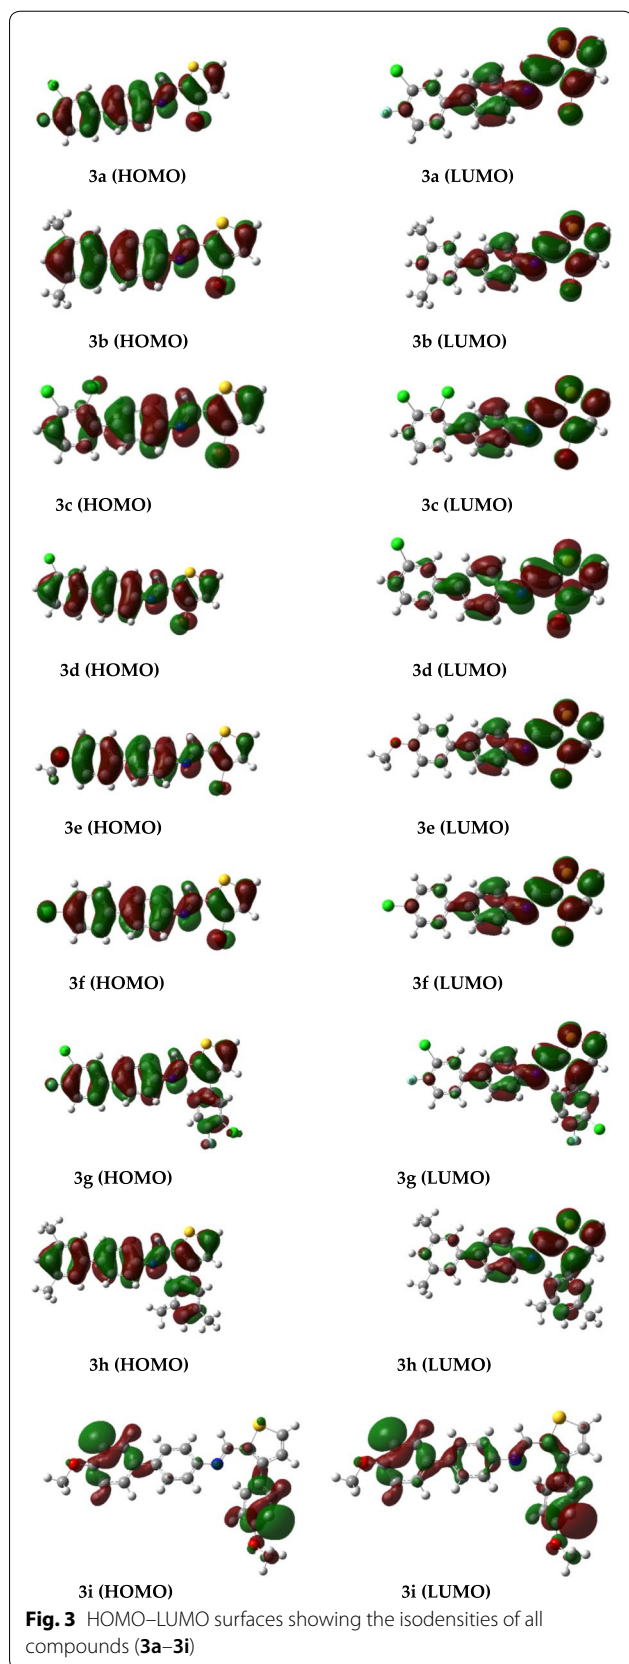 3a (HOMO) 3a (LUMO)
3b (HOMO) 3b (LUMO)
3c (HOMO) 3c (LUMO)
3d (HOMO) 3d (LUMO)
3e (HOMO) 3e (LUMO)
3f (HOMO) 3f (LUMO)
3g (HOMO) 3g (LUMO)
3h (HOMO) 3h (LUMO)
3i (HOMO) 3i (LUMO)
Fig. 3 HOMO–LUMO surfaces showing the isodensities of all
compounds (3a–3i)